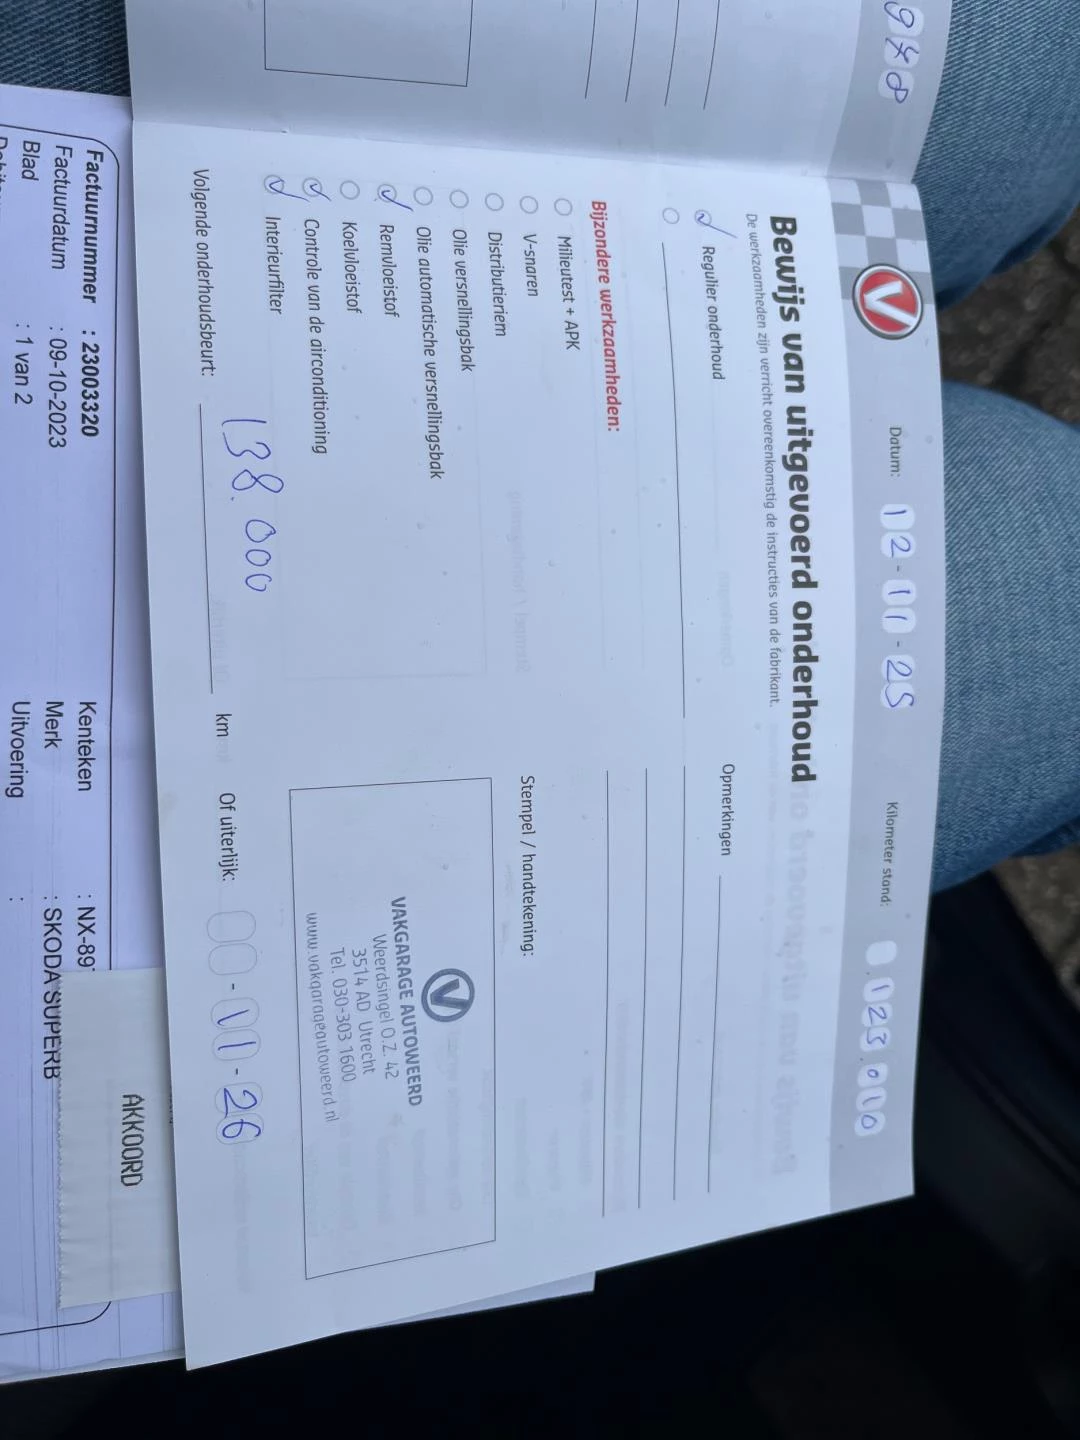 988
Datum: 12-11-25 Kilometer stand: 123.000
Bewijs van uitgevoerd onderhoud
De werkzaamheden zijn verricht overeenkomstig de instructies van de fabrikant.
Regulier onderhoud
Opmerkingen
Bijzondere werkzaamheden:
Milieutest + APK
V-snaren
Distributieriem
Olie versnellingsbak
Olie automatische versnellingsbak
Remvloeistof
Koelvloeistof
Controle van de airconditioning
Interieurfilter
Stempel / handtekening:
VAKGARAGE AUTOWEERD
Weerdsingel O.Z. 42
3514 AD Utrecht
Tel. 030-303 1600
www.vakgarageautoweerd.nl
Volgende onderhoudsbeurt: 138.000 km Of uiterlijk: -11-26
AKKOORD
Factuurnummer : 23003320
Factuurdatum : 09-10-2023
Blad : 1 van 2
Kenteken : NX-89
Merk : SKODA SUPERB
Uitvoering :